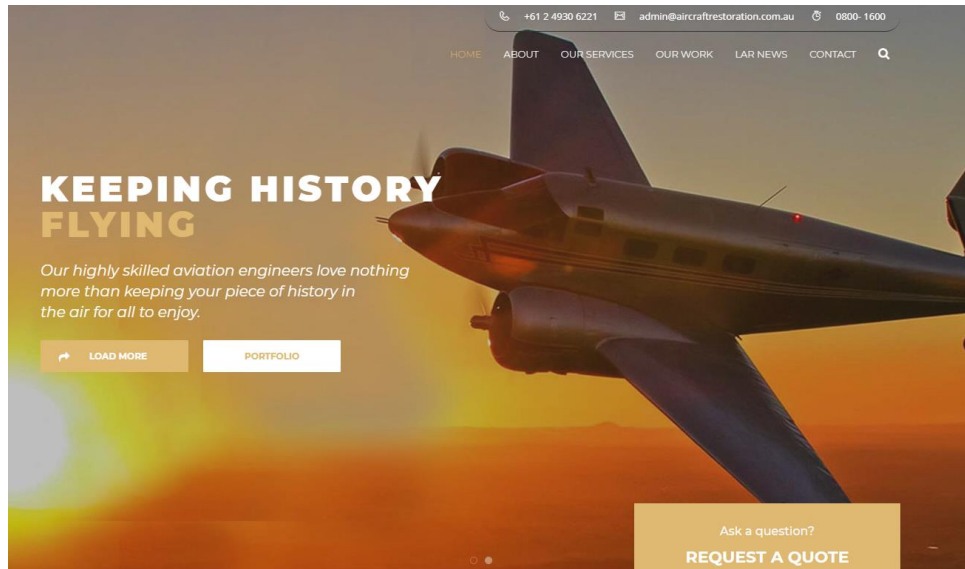 +61 2 4930 6221 admin@aircraftrestoration.com.au 0800- 1600
HOME ABOUT OUR SERVICES OUR WORK LAR NEWS CONTACT
KEEPING HISTORY
FLYING
Our highly skilled aviation engineers love nothing
more than keeping your piece of history in
the air for all to enjoy.
LOAD MORE PORTFOLIO
Ask a question?
REQUEST A QUOTE